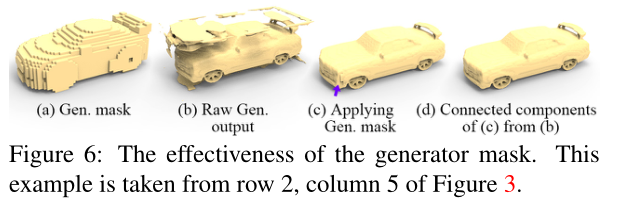 (a) Gen. mask
(b) Raw Gen. output
(c) Applying Gen. mask
(d) Connected components of (c) from (b)
Figure 6: The effectiveness of the generator mask. This
example is taken from row 2, column 5 of Figure 3.